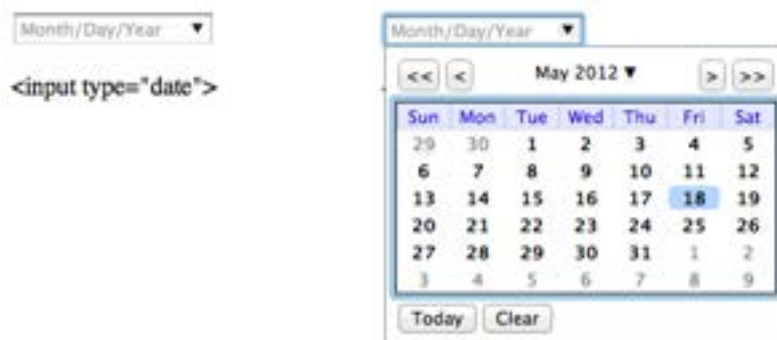 Month/Day/Year ▼
<input type="date">
Month/Day/Year ▼
<< < May 2012 ▼ > >>
Sun Mon Tue Wed Thu Fri Sat
29 30 1 2 3 4 5
6 7 8 9 10 11 12
13 14 15 16 17 18 19
20 21 22 23 24 25 26
27 28 29 30 31 1 2
3 4 5 6 7 8 9
Today Clear